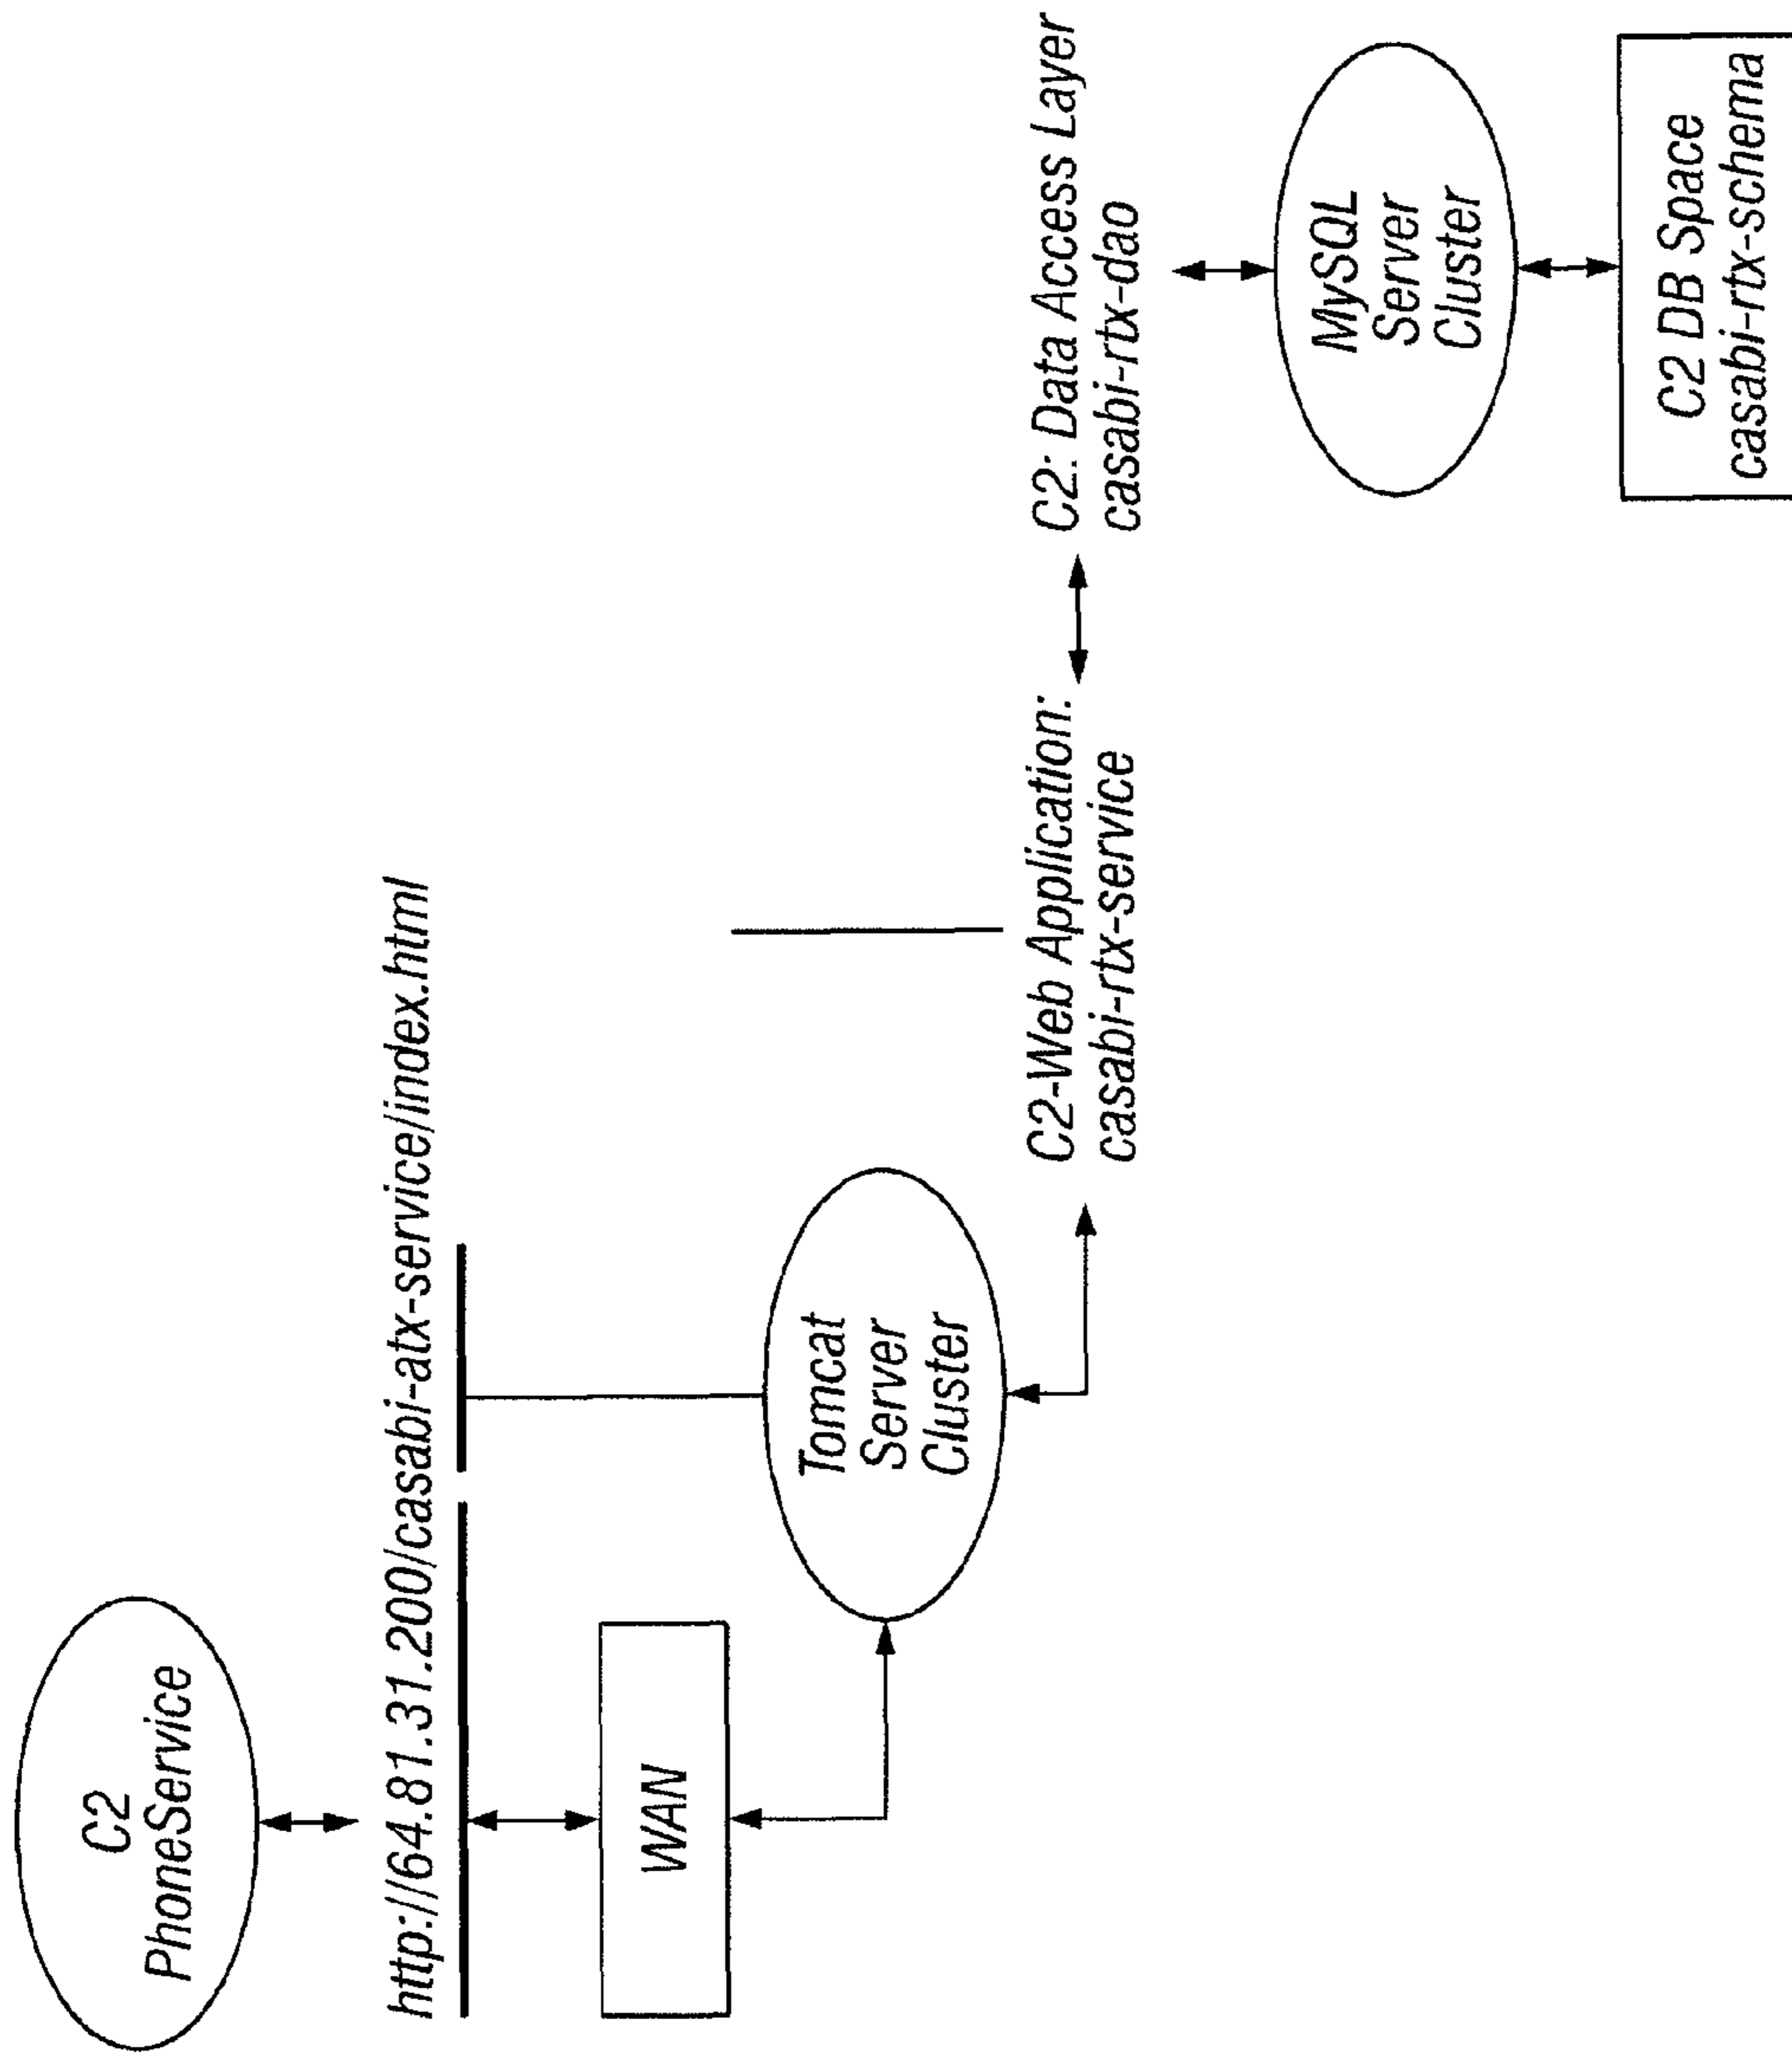 C2
PhoneService
http://64.81.31.200/casabi-atx-service/index.html
WAN
Tomcat
Server
Cluster
C2-Web Application:
casabi-rtx-service
C2: Data Access Layer
casabi-rtx-dao
MySQL
Server
Cluster
C2 DB Space
casabi-rtx-schema